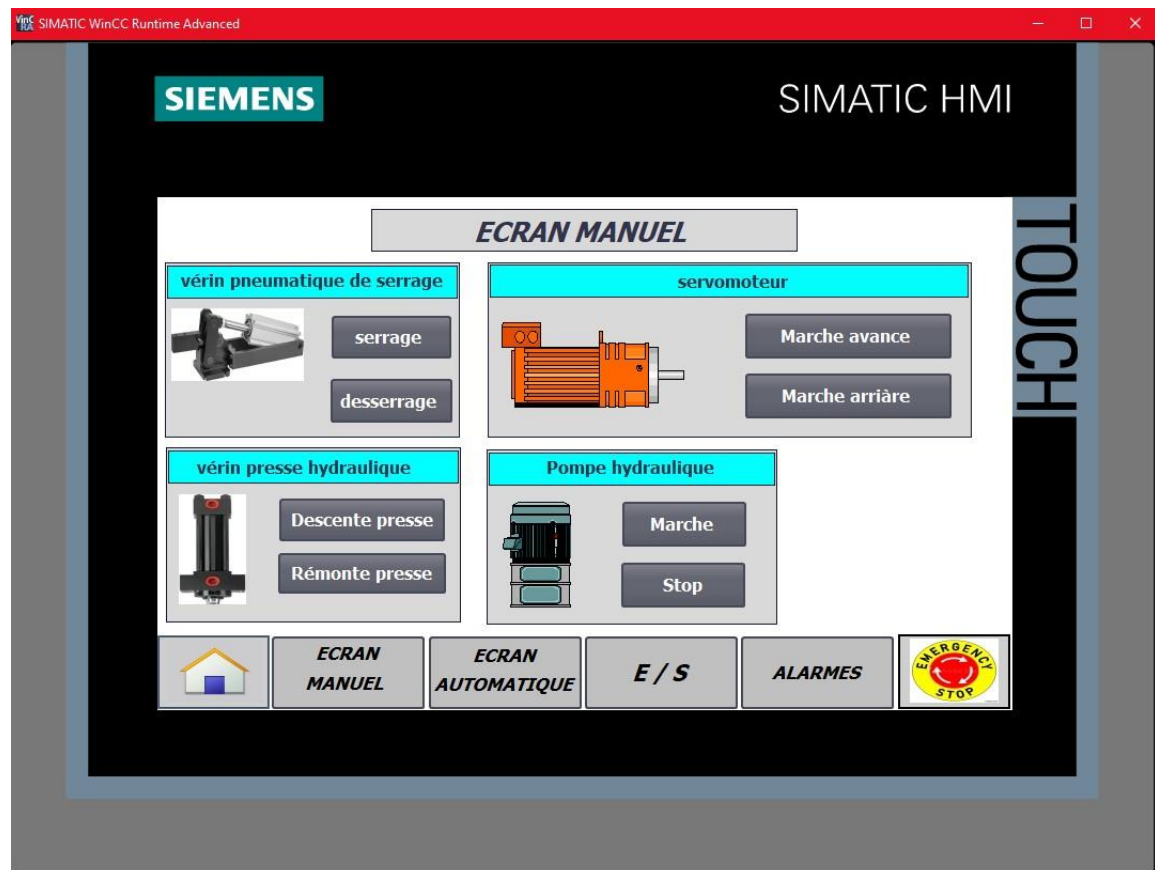 SIMATIC WinCC Runtime Advanced
SIEMENS
SIMATIC HMI
TOUCH
ECRAN MANUEL
vérin pneumatique de serrage
serrage
desserrage
servomoteur
Marche avance
Marche arriàre
vérin presse hydraulique
Descente presse
Rémonte presse
Pompe hydraulique
Marche
Stop
ECRAN
MANUEL
ECRAN
AUTOMATIQUE
E / S
ALARMES
EMERGENCY
STOP